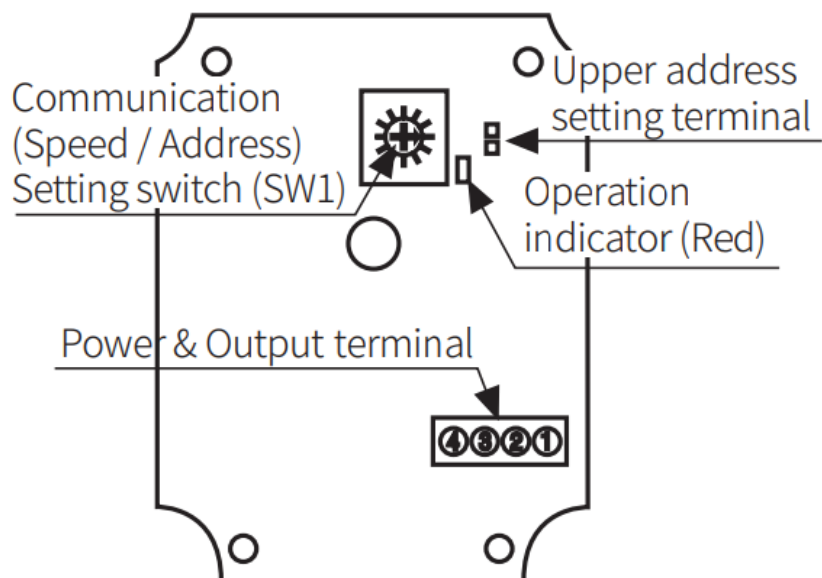 Communication
(Speed / Address)
Setting switch (SW1)
Upper address
setting terminal
Operation
indicator (Red)
Power & Output terminal
④③②①